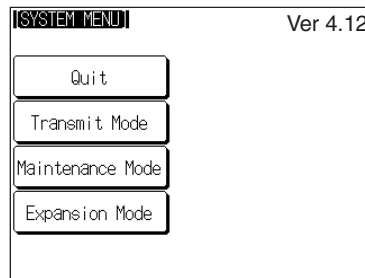 [SYSTEM MENU] Ver 4.12
Quit
Transmit Mode
Maintenance Mode
Expansion Mode